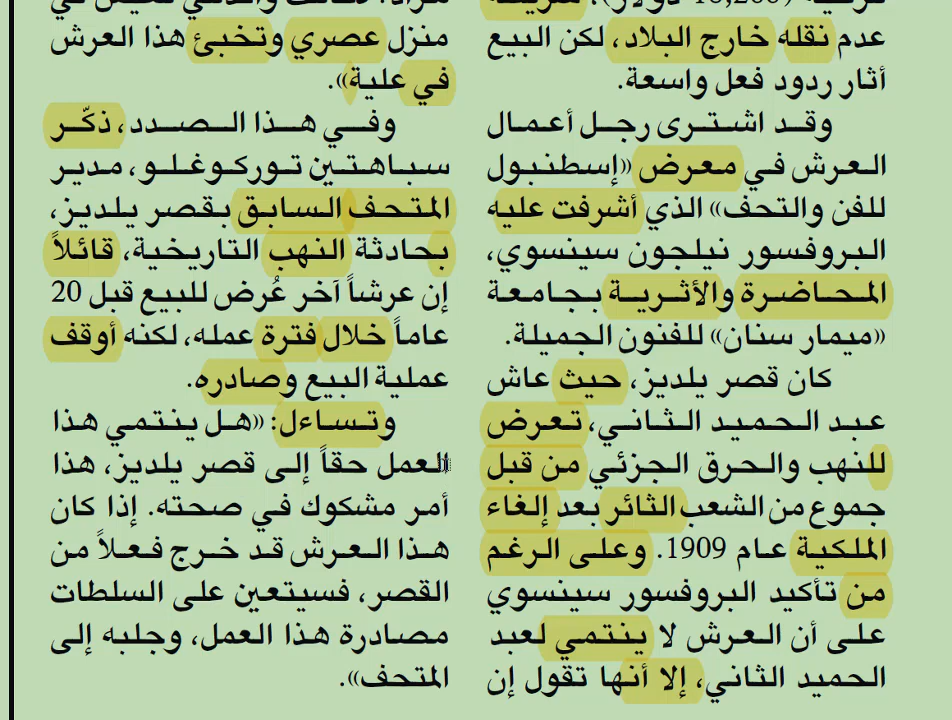 عدم نقله خارج البلاد، لكن البيع
أثار ردود فعل واسعة.
وقد اشترى رجل أعمال
العرش في معرض «إسطنبول
للفن والتحف» الذي أشرفت عليه
البروفسور نيلجون سينسوي،
المحاضرة والأثرية بجامعة
«ميمار سنان» للفنون الجميلة.
كان قصر يلديز، حيث عاش
عبد الحميد الثاني، تعرض
للنهب والحرق الجزئي من قبل
جموع من الشعب الثائر بعد إلغاء
الملكية عام 1909. وعلى الرغم
من تأكيد البروفسور سينسوي
على أن العرش لا ينتمي لعبد
الحميد الثاني، إلا أنها تقول إن
منزل عصري وتخبئ هذا العرش
في علية».
وفي هذا الصدد، ذكّر
سباهتين توركوغلو، مدير
المتحف السابق بقصر يلديز،
بحادثة النهب التاريخية، قائلاً
إن عرشاً آخر عُرض للبيع قبل 20
عاماً خلال فترة عمله، لكنه أوقف
عملية البيع وصادره.
وتساءل: «هل ينتمي هذا
العمل حقاً إلى قصر يلديز، هذا
أمر مشكوك في صحته. إذا كان
هذا العرش قد خرج فعلاً من
القصر، فسيتعين على السلطات
مصادرة هذا العمل، وجلبه إلى
المتحف».